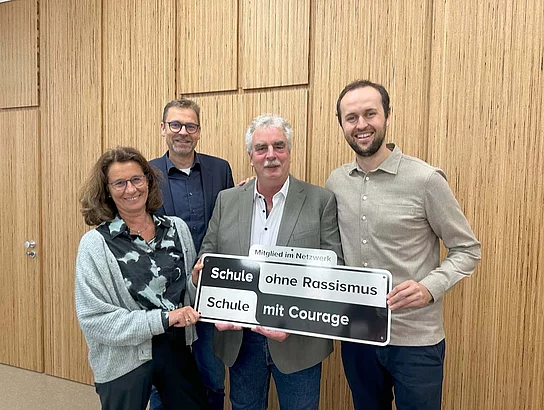 Mitglied im Netzwerk
Schule ohne Rassismus
Schule mit Courage